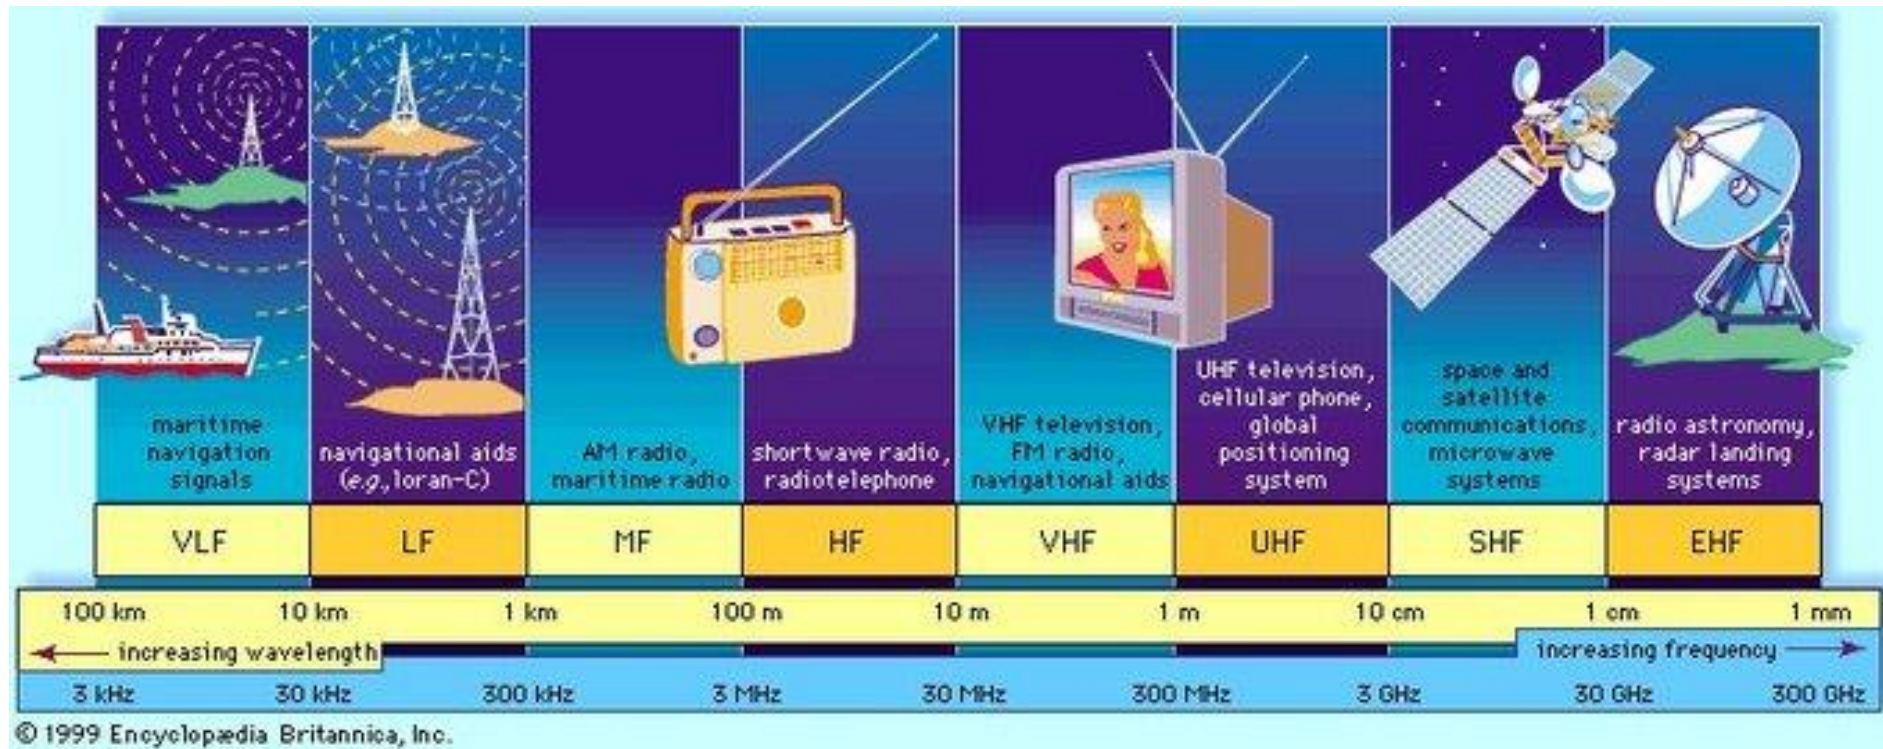 maritime
navigation
signals
navigational aids
(e.g., loran-C)
AM radio,
maritime radio
shortwave radio,
radiotelephone
VHF television,
FM radio,
navigational aids
UHF television,
cellular phone,
global
positioning
system
space and
satellite
communications,
microwave
systems
radio astronomy,
radar landing
systems
VLF LF MF HF VHF UHF SHF EHF
100 km 10 km 1 km 100 m 10 m 1 m 10 cm 1 cm 1 mm
increasing wavelength increasing frequency
3 kHz 30 kHz 300 kHz 3 MHz 30 MHz 300 MHz 3 GHz 30 GHz 300 GHz
© 1999 Encyclopædia Britannica, Inc.